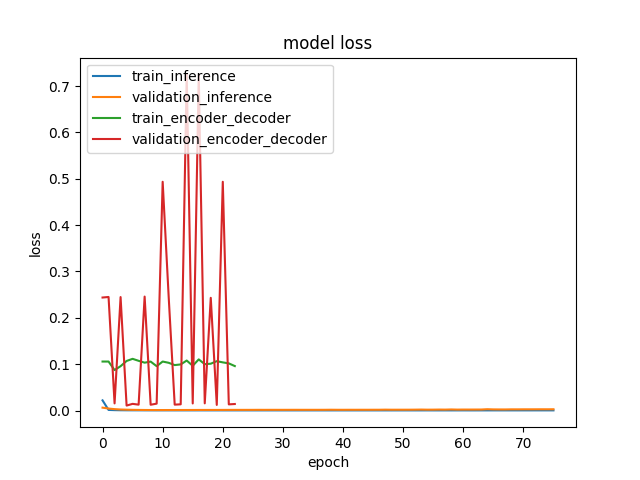 model loss
train_inference
validation_inference
train_encoder_decoder
validation_encoder_decoder
0.7
0.6
0.5
0.4
0.3
0.2
0.1
0.0
loss
0 10 20 30 40 50 60 70
epoch